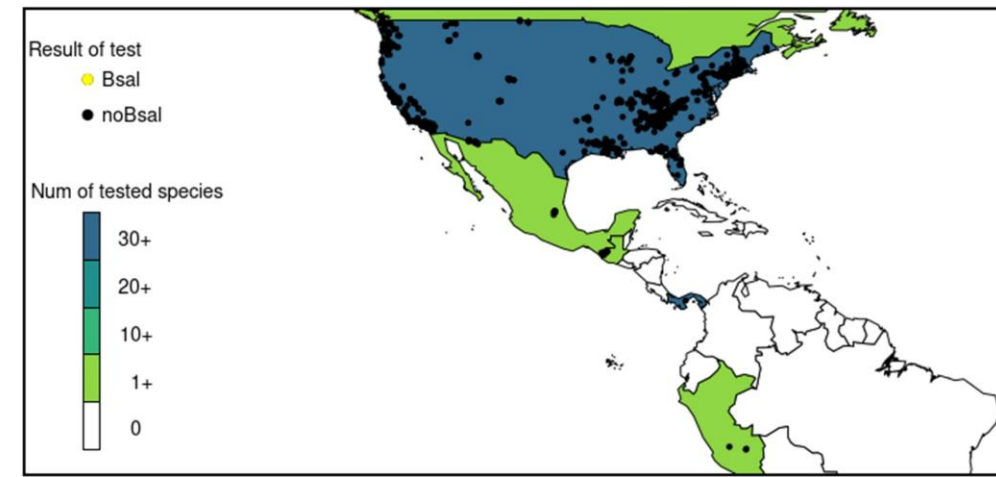 Result of test
Bsal
noBsal
Num of tested species
30+
20+
10+
1+
0